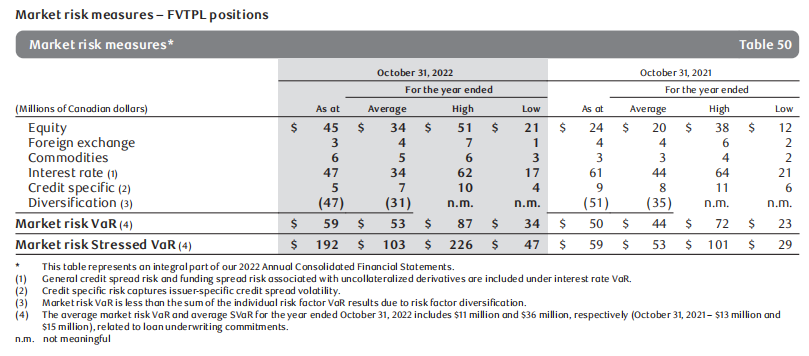 Market risk measures – FVTPL positions
Market risk measures* Table 50
October 31, 2022 October 31, 2021
For the year ended For the year ended
(Millions of Canadian dollars) As at Average High Low As at Average High Low
Equity $ 45 $ 34 $ 51 $ 21 $ 24 $ 20 $ 38 $ 12
Foreign exchange 3 4 7 1 4 4 6 2
Commodities 6 5 6 3 3 3 4 2
Interest rate (1) 47 34 62 17 61 44 64 21
Credit specific (2) 5 7 10 4 9 8 11 6
Diversification (3) (47) (31) n.m. n.m. (51) (35) n.m. n.m.
Market risk VaR (4) $ 59 $ 53 $ 87 $ 34 $ 50 $ 44 $ 72 $ 23
Market risk Stressed VaR (4) $ 192 $ 103 $ 226 $ 47 $ 59 $ 53 $ 101 $ 29
* This table represents an integral part of our 2022 Annual Consolidated Financial Statements.
(1) General credit spread risk and funding spread risk associated with uncollateralized derivatives are included under interest rate VaR.
(2) Credit specific risk captures issuer-specific credit spread volatility.
(3) Market risk VaR is less than the sum of the individual risk factor VaR results due to risk factor diversification.
(4) The average market risk VaR and average SVaR for the year ended October 31, 2022 includes $11 million and $36 million, respectively (October 31, 2021– $13 million and
$15 million), related to loan underwriting commitments.
n.m. not meaningful